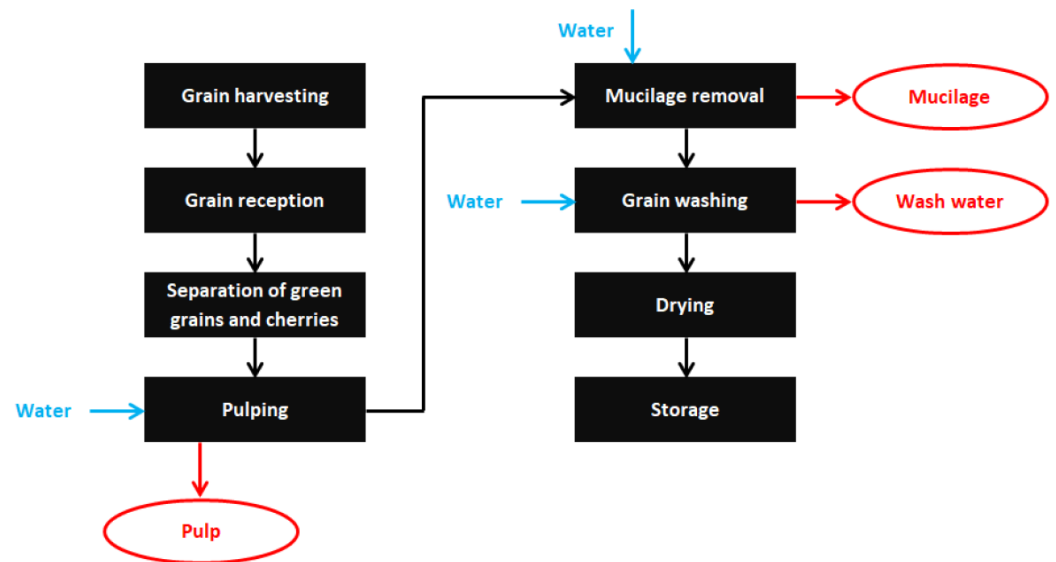 Grain harvesting
Grain reception
Separation of green
grains and cherries
Water
Pulping
Pulp
Water
Mucilage removal
Mucilage
Water
Grain washing
Wash water
Drying
Storage